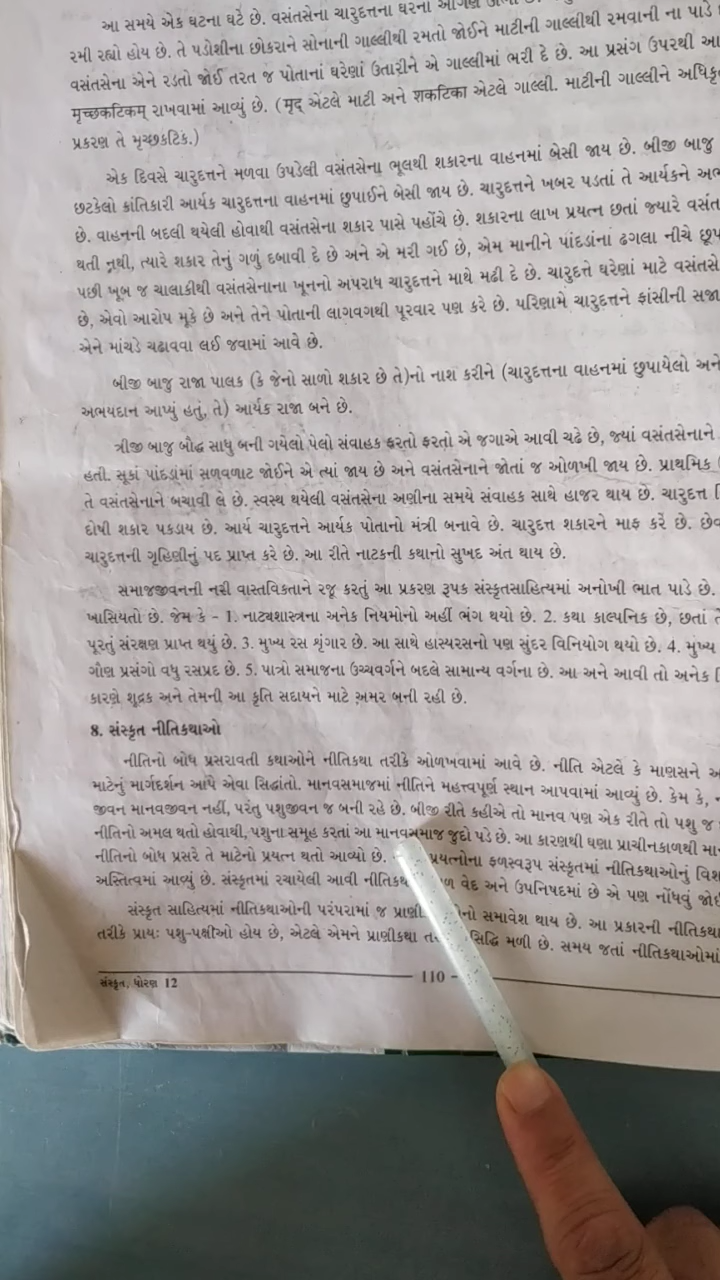 આ સમયે એક ઘટના ઘટે છે. વસંતસેના ચારુદત્તના ઘરના
રમી રહ્યો હોય છે. તે પડોશીના છોકરાને સોનાની ગાલ્લીથી રમતો જોઈને માટીની ગાલ્લીથી રમવાની ના પાડે
વસંતસેના એને રડતો જોઈ તરત જ પોતાનાં ઘરેણાં ઉતારીને એ ગાલ્લીમાં ભરી દે છે. આ પ્રસંગ ઉપરથી આ
મૃच्छकटिकम् રાખવામાં આવ્યું છે. (મૃદ્ એટલે માટી અને શકટિકા એટલે ગાલ્લી. માટીની ગાલ્લીને અધિકૃ
પ્રકરણ તે મૃચ્છકટિક.)
એક દિવસે ચારુદત્તને મળવા ઉપડેલી વસંતસેના ભૂલથી શકારના વાહનમાં બેસી જાય છે. બીજી બાજુ
છટકેલો ક્રાંતિકારી આર્યક ચારુદત્તના વાહનમાં છુપાઈને બેસી જાય છે. ચારુદત્તને ખબર પડતાં તે આર્યકને અભ
છે. વાહનની બદલી થયેલી હોવાથી વસંતસેના શકાર પાસે પહોંચે છે. શકારના લાખ પ્રયત્ન છતાં જ્યારે વસંત
થતી નથી, ત્યારે શકાર તેનું ગળું દબાવી દે છે અને એ મરી ગઈ છે, એમ માનીને પાંદડાંના ઢગલા નીચે છૂપ
પછી ખૂબ જ ચાલાકીથી વસંતસેનાના ખૂનનો અપરાધ ચારુદત્તને માથે મઢી દે છે. ચારુદત્તે ઘરેણાં માટે વસંતસે
છે, એવો આરોપ મૂકે છે અને તેને પોતાની લાગવગથી પૂરવાર પણ કરે છે. પરિણામે ચારુદત્તને ફાંસીની સજા
એને માંચડે ચઢાવવા લઈ જવામાં આવે છે.
બીજી બાજુ રાજા પાલક (કે જેનો સાળો શકાર છે તે)નો નાશ કરીને (ચારુદત્તના વાહનમાં છુપાયેલો અને
અભયદાન આપ્યું હતું, તે) આર્યક રાજા બને છે.
ત્રીજી બાજુ બૌદ્ધ સાધુ બની ગયેલો પેલો સંવાહક ફરતો ફરતો એ જગાએ આવી ચઢે છે, જ્યાં વસંતસેનાને
હતી. સૂકાં પાંદડાંમાં સળવળાટ જોઈને એ ત્યાં જાય છે અને વસંતસેનાને જોતાં જ ઓળખી જાય છે. પ્રાથમિક
તે વસંતસેનાને બચાવી લે છે. સ્વસ્થ થયેલી વસંતસેના અણીના સમયે સંવાહક સાથે હાજર થાય છે. ચારુદત્ત
દોષી શકાર પકડાય છે. આર્ય ચારુદત્તને આર્યક પોતાનો મંત્રી બનાવે છે. ચારુદત્ત શકારને માફ કરે છે. છેવ
ચારુદત્તની ગૃહિણીનું પદ પ્રાપ્ત કરે છે. આ રીતે નાટકની કથાનો સુખદ અંત થાય છે.
સમાજજીવનની નરી વાસ્તવિકતાને રજૂ કરતું આ પ્રકરણ રૂપક સંસ્કૃતસાહિત્યમાં અનોખી ભાત પાડે છે.
ખાસિયતો છે. જેમ કે - 1. નાટ્યશાસ્ત્રના અનેક નિયમોનો અહીં ભંગ થયો છે. 2. કથા કાલ્પનિક છે, છતાં તે
પૂરતું સંરક્ષણ પ્રાપ્ત થયું છે. 3. મુખ્ય રસ શૃંગાર છે. આ સાથે હાસ્યરસનો પણ સુંદર વિનિયોગ થયો છે. 4. મુખ્ય
ગૌણ પ્રસંગો વધુ રસપ્રદ છે. 5. પાત્રો સમાજના ઉચ્ચવર્ગને બદલે સામાન્ય વર્ગના છે. આ અને આવી તો અનેક
કારણે શૂદ્રક અને તેમની આ કૃતિ સદાયને માટે અમર બની રહી છે.
8. સંસ્કૃત નીતિકથાઓ
નીતિનો બોધ પ્રસરાવતી કથાઓને નીતિકથા તરીકે ઓળખવામાં આવે છે. નીતિ એટલે કે માણસને
માટેનું માર્ગદર્શન આપે એવા સિદ્ધાંતો. માનવસમાજમાં નીતિને મહત્ત્વપૂર્ણ સ્થાન આપવામાં આવ્યું છે. કેમ કે,
જીવન માનવજીવન નહીં, પરંતુ પશુજીવન જ બની રહે છે. બીજી રીતે કહીએ તો માનવ પણ એક રીતે તો પશુ જ
નીતિનો અમલ થતો હોવાથી, પશુના સમૂહ કરતાં આ માનવસમાજ જુદો પડે છે. આ કારણથી ઘણા પ્રાચીનકાળથી મા
નીતિનો બોધ પ્રસરે તે માટેનો પ્રયત્ન થતો આવ્યો છે. પ્રયત્નોના ફળસ્વરૂપ સંસ્કૃતમાં નીતિકથાઓનું વિશ
અસ્તિત્વમાં આવ્યું છે. સંસ્કૃતમાં રચાયેલી આવી નીતિકથ ળ વેદ અને ઉપનિષદમાં છે એ પણ નોંધવું જોઈ
સંસ્કૃત સાહિત્યમાં નીતિકથાઓની પરંપરામાં જ પ્રાણી નો સમાવેશ થાય છે. આ પ્રકારની નીતિકથા
તરીકે પ્રાયઃ પશુ-પક્ષીઓ હોય છે, એટલે એમને પ્રાણીકથા તર સિદ્ધિ મળી છે. સમય જતાં નીતિકથાઓમાં
સંસ્કૃત, ધોરણ 12
110